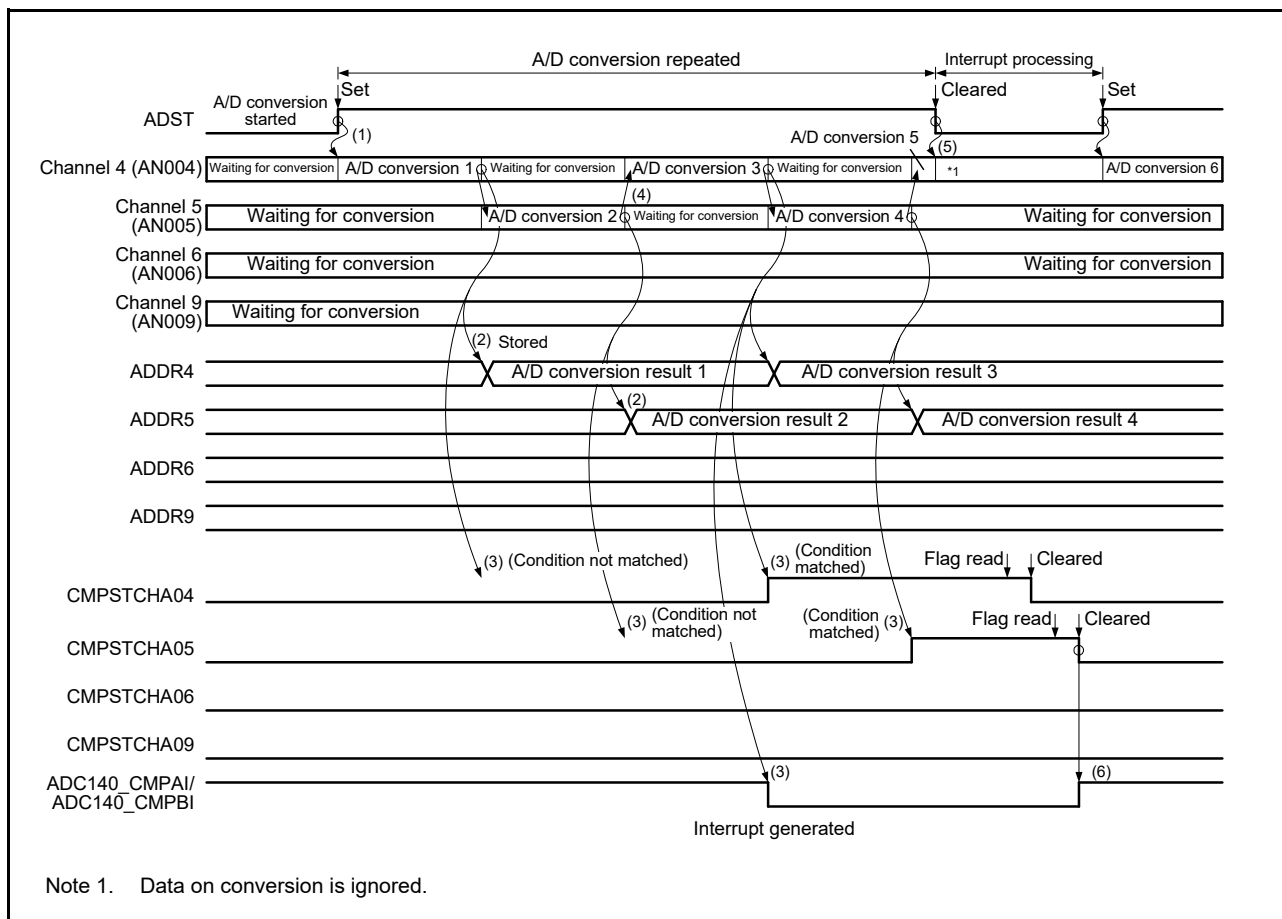 A/D conversion repeated
Interrupt processing
A/D conversion
started
Set
Cleared
Set
ADST
(1)
A/D conversion 5
(5)
Channel 4 (AN004)
Waiting for conversion
A/D conversion 1
Waiting for conversion
A/D conversion 3
Waiting for conversion
*1
A/D conversion 6
(4)
Channel 5
(AN005)
Waiting for conversion
A/D conversion 2
Waiting for conversion
A/D conversion 4
Waiting for conversion
Channel 6
(AN006)
Waiting for conversion
Waiting for conversion
Channel 9
(AN009)
Waiting for conversion
(2) Stored
ADDR4
A/D conversion result 1
A/D conversion result 3
(2)
ADDR5
A/D conversion result 2
A/D conversion result 4
ADDR6
ADDR9
(3) (Condition not matched)
(3) (Condition
matched)
Flag read
Cleared
CMPSTCHA04
(3) (Condition not
matched)
(Condition
matched) (3)
Flag read
Cleared
CMPSTCHA05
CMPSTCHA06
CMPSTCHA09
ADC140_CMPAI/
ADC140_CMPBI
(3)
(6)
Interrupt generated
Note 1. Data on conversion is ignored.